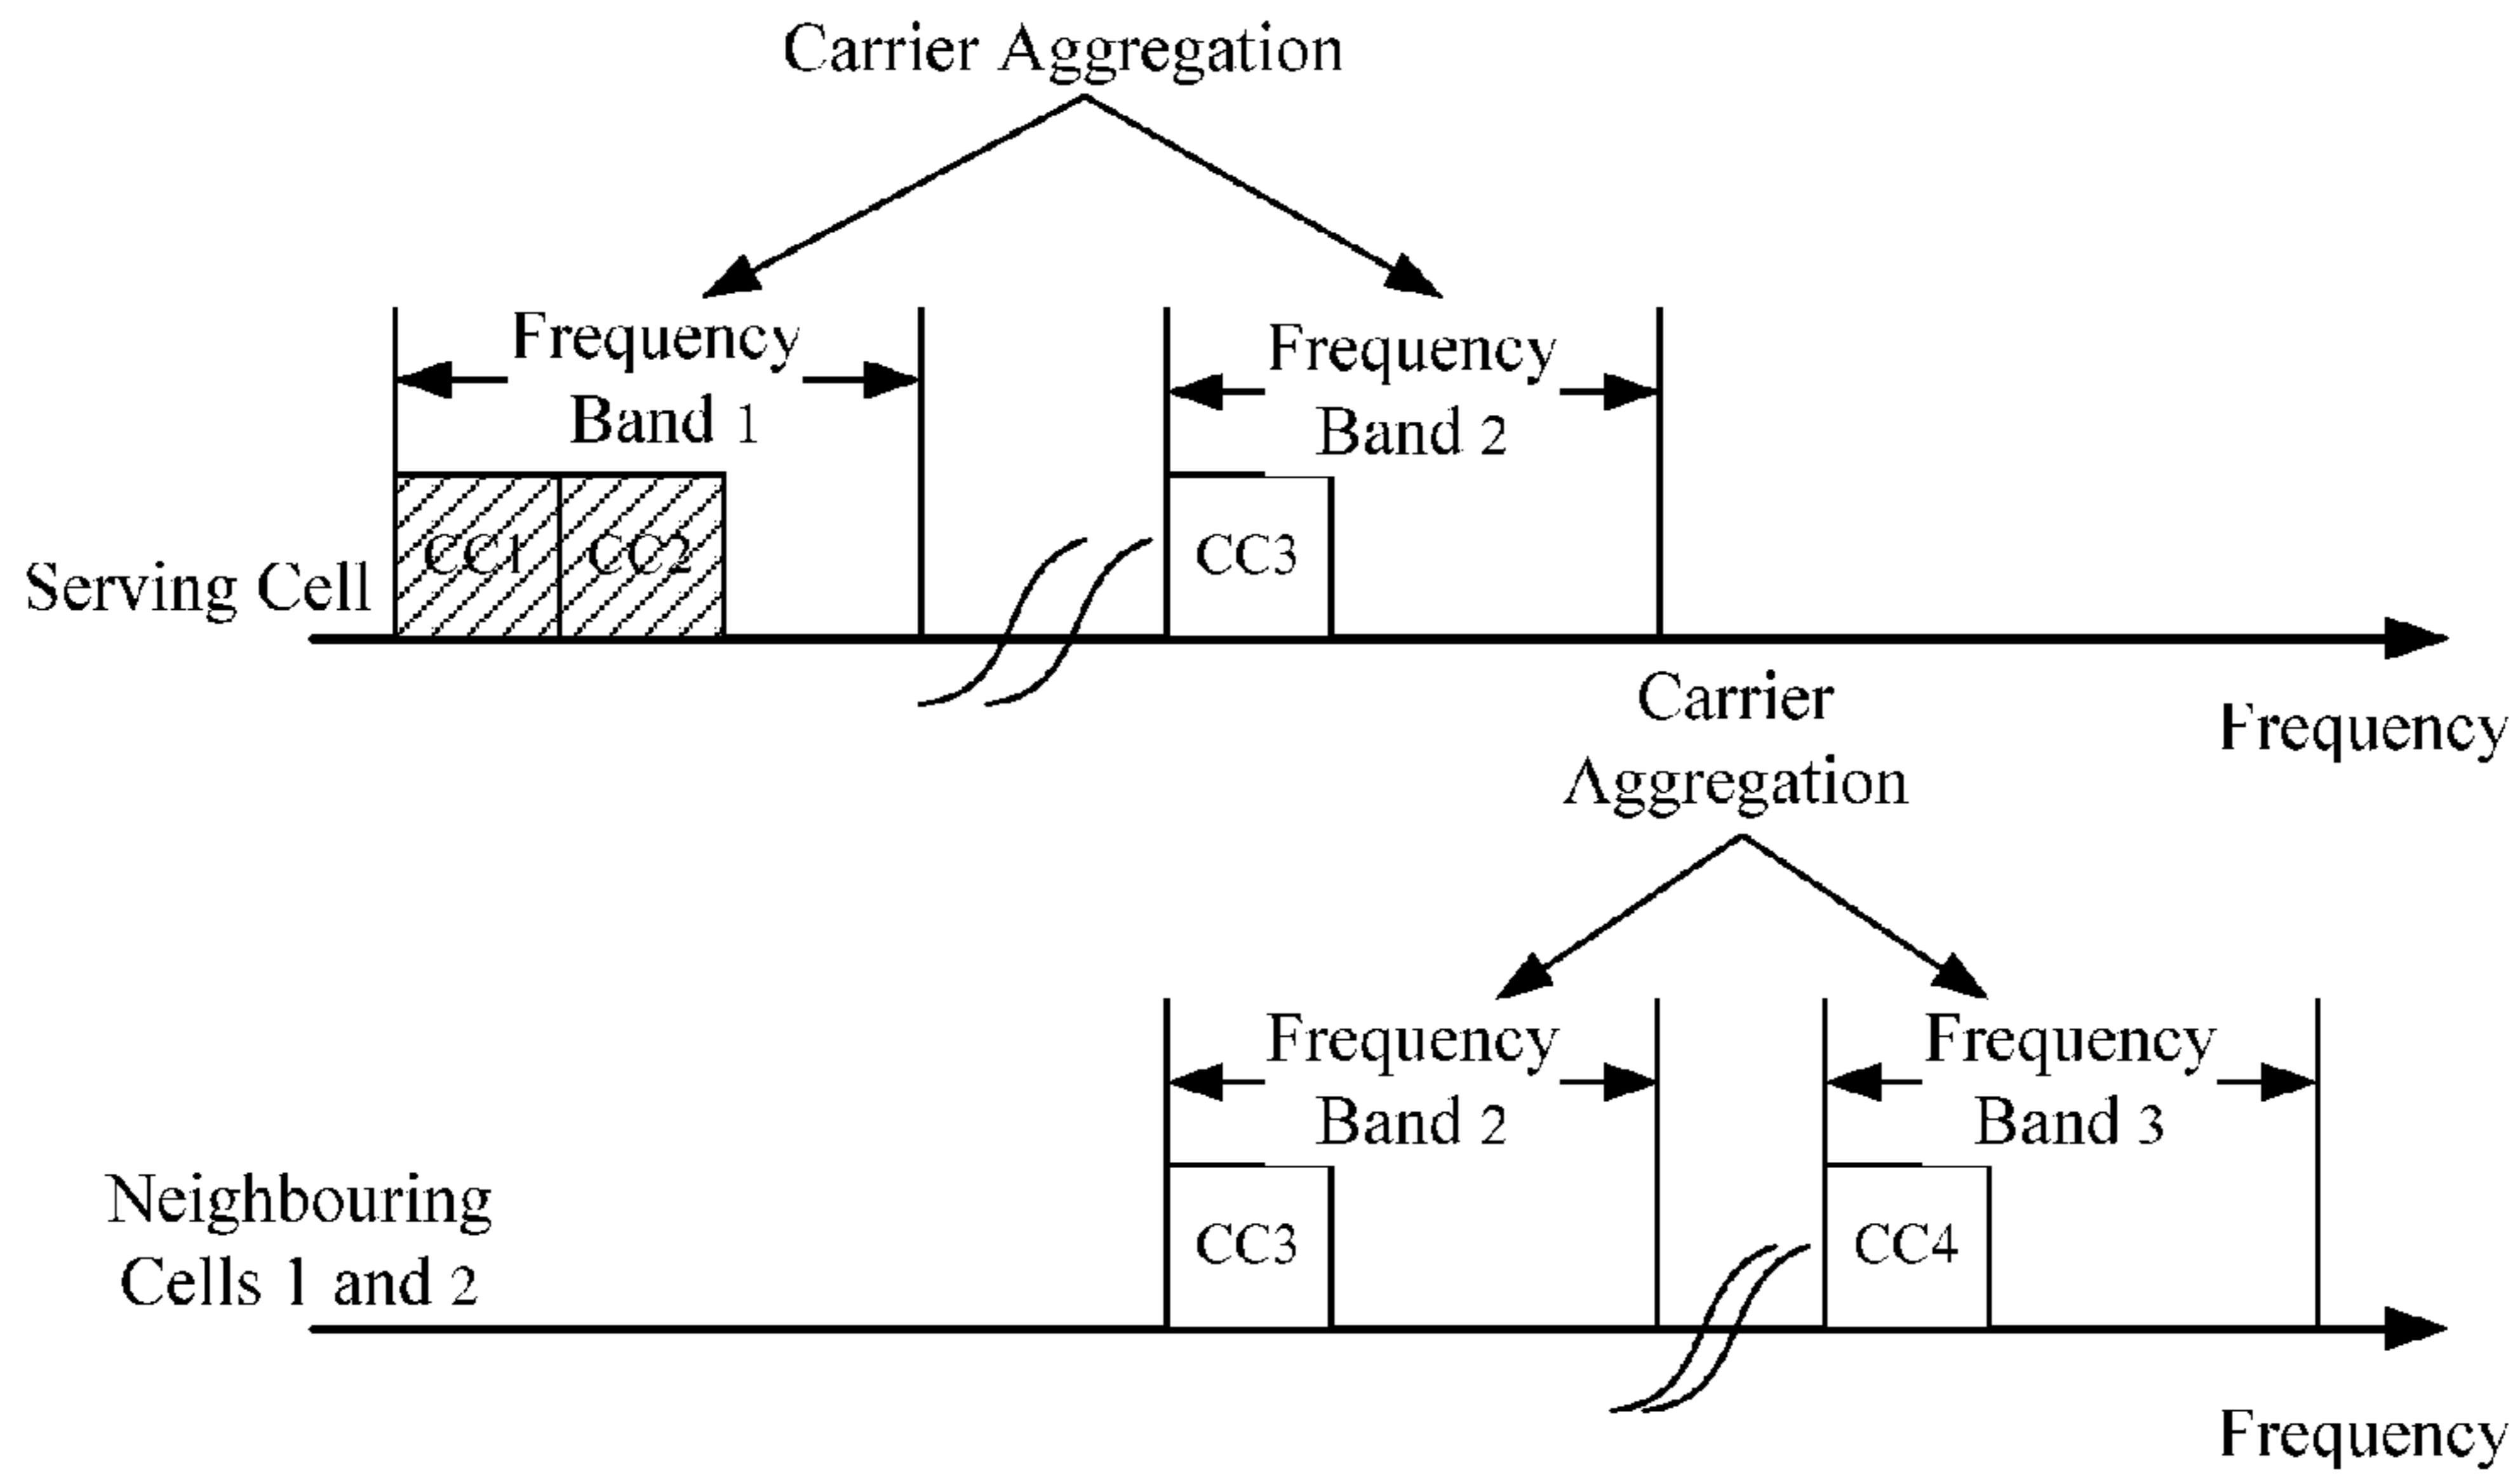 Carrier Aggregation
Frequency
Band 1
Frequency
Band 2
CC1
CC2
CC3
Serving Cell
Frequency
Carrier
Aggregation
Frequency
Band 2
Frequency
Band 3
Neighbouring
Cells 1 and 2
CC3
CC4
Frequency